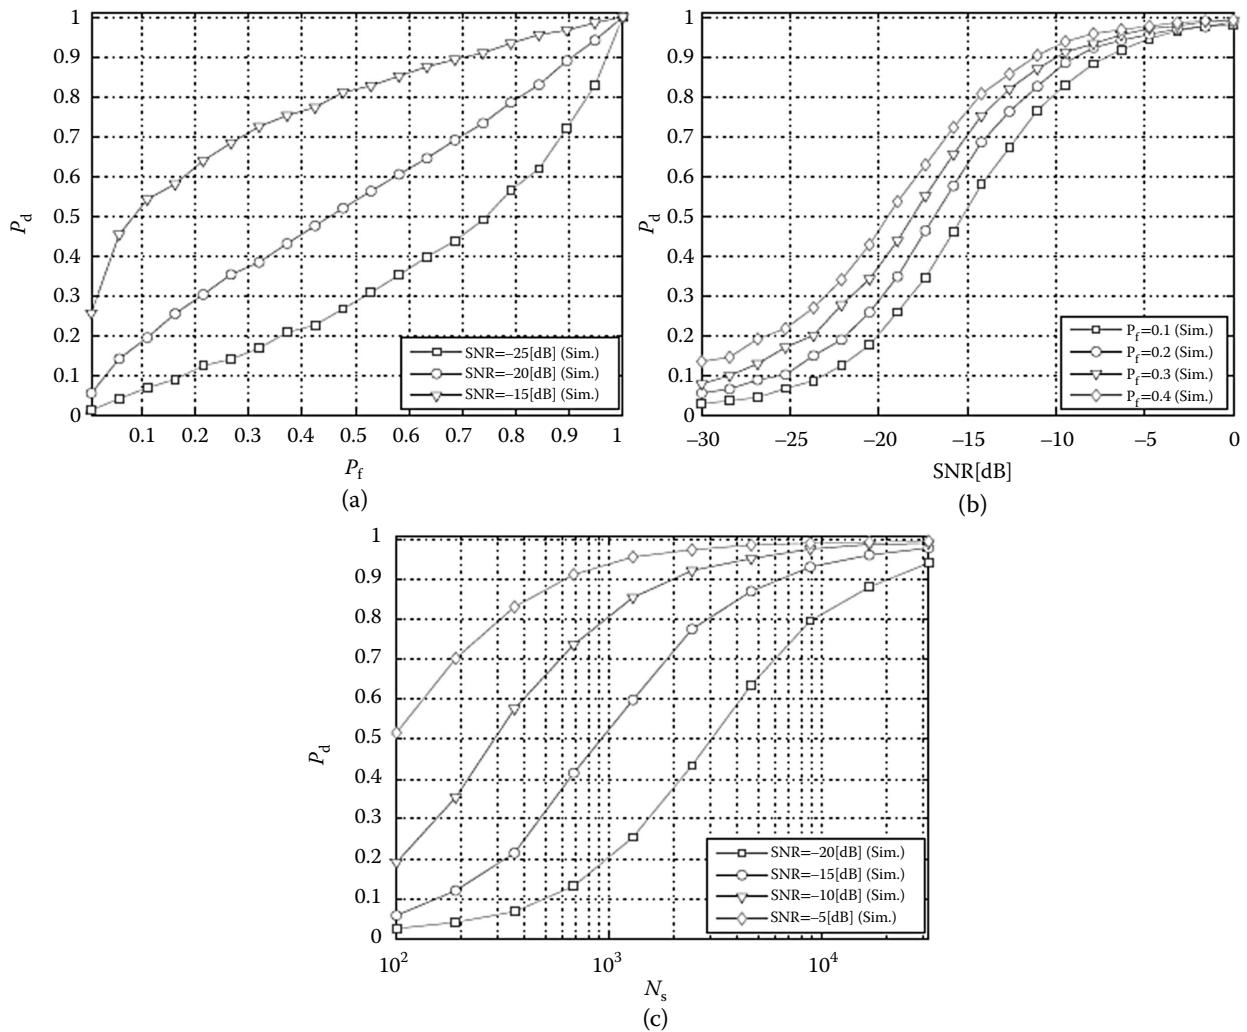 1
0.9
0.8
0.7
0.6
0.5
0.4
0.3
0.2
0.1
0
P_d
0.1 0.2 0.3 0.4 0.5 0.6 0.7 0.8 0.9 1
P_f
SNR=−25[dB] (Sim.)
SNR=−20[dB] (Sim.)
SNR=−15[dB] (Sim.)
(a)
1
0.9
0.8
0.7
0.6
0.5
0.4
0.3
0.2
0.1
0
P_d
−30 −25 −20 −15 −10 −5 0
SNR[dB]
P_f=0.1 (Sim.)
P_f=0.2 (Sim.)
P_f=0.3 (Sim.)
P_f=0.4 (Sim.)
(b)
1
0.9
0.8
0.7
0.6
0.5
0.4
0.3
0.2
0.1
0
P_d
10^2 10^3 10^4
N_s
SNR=−20[dB] (Sim.)
SNR=−15[dB] (Sim.)
SNR=−10[dB] (Sim.)
SNR=−5[dB] (Sim.)
(c)